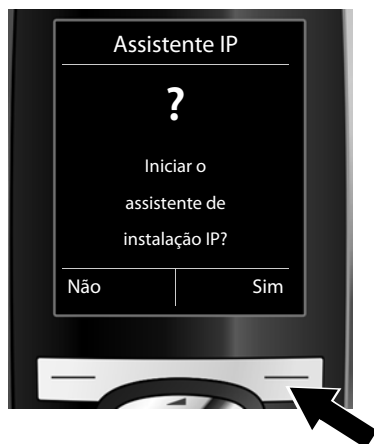 Assistente IP
?
Iniciar o
assistente de
instalação IP?
Não Sim